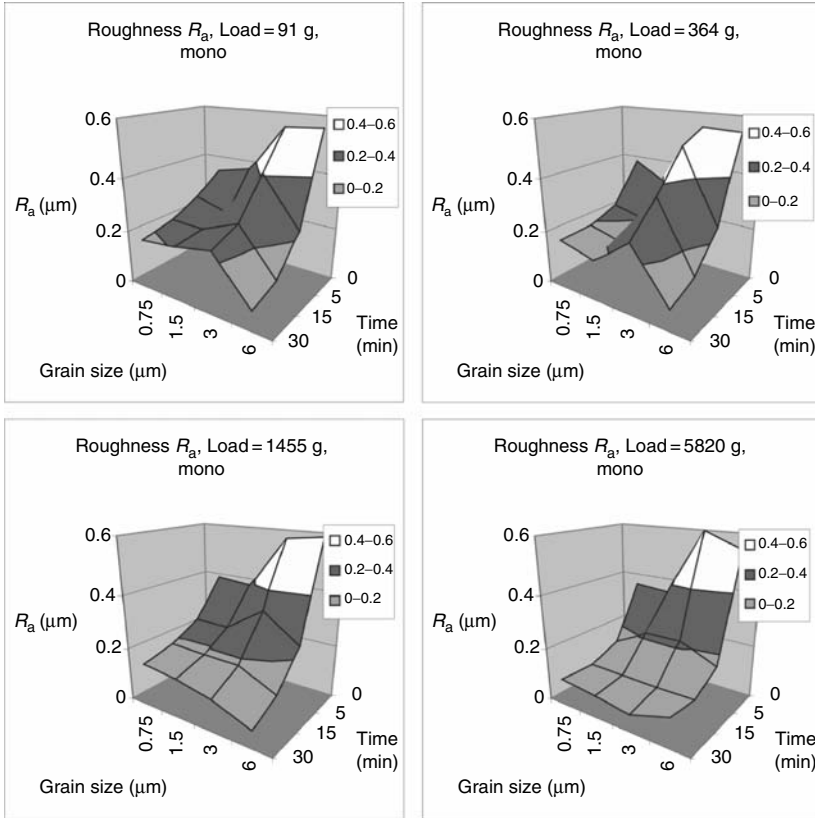 Roughness Ra, Load = 91 g,
mono
0.6
0.4
0.2
0
Ra (μm)
0.4–0.6
0.2–0.4
0–0.2
0.75
1.5
3
6
Grain size (μm)
0
5
15
30
Time
(min)
Roughness Ra, Load = 364 g,
mono
0.6
0.4
0.2
0
Ra (μm)
0.4–0.6
0.2–0.4
0–0.2
0.75
1.5
3
6
Grain size (μm)
0
5
15
30
Time
(min)
Roughness Ra, Load = 1455 g,
mono
0.6
0.4
0.2
0
Ra (μm)
0.4–0.6
0.2–0.4
0–0.2
0.75
1.5
3
6
Grain size (μm)
0
5
15
30
Time
(min)
Roughness Ra, Load = 5820 g,
mono
0.6
0.4
0.2
0
Ra (μm)
0.4–0.6
0.2–0.4
0–0.2
0.75
1.5
3
6
Grain size (μm)
0
5
15
30
Time
(min)